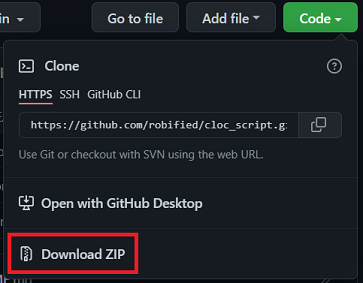 in
Go to file
Add file
Code
Clone
HTTPS SSH GitHub CLI
https://github.com/robified/cloc_script.g
Use Git or checkout with SVN using the web URL.
Open with GitHub Desktop
Download ZIP